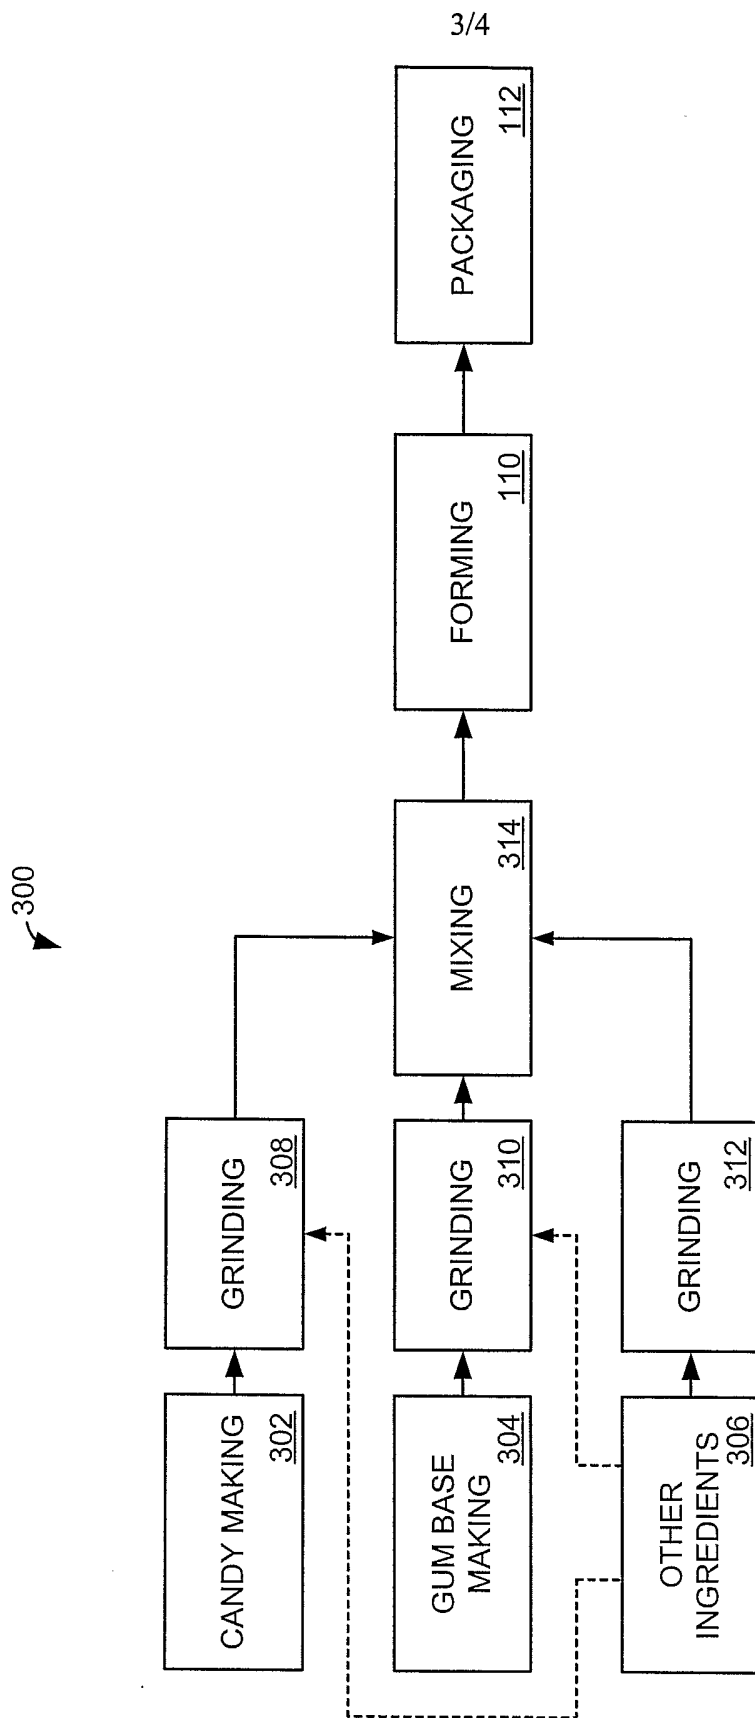 3/4
300
CANDY MAKING
302
GRINDING
308
GUM BASE
MAKING
304
GRINDING
310
OTHER
INGREDIENTS
306
GRINDING
312
MIXING
314
FORMING
110
PACKAGING
112